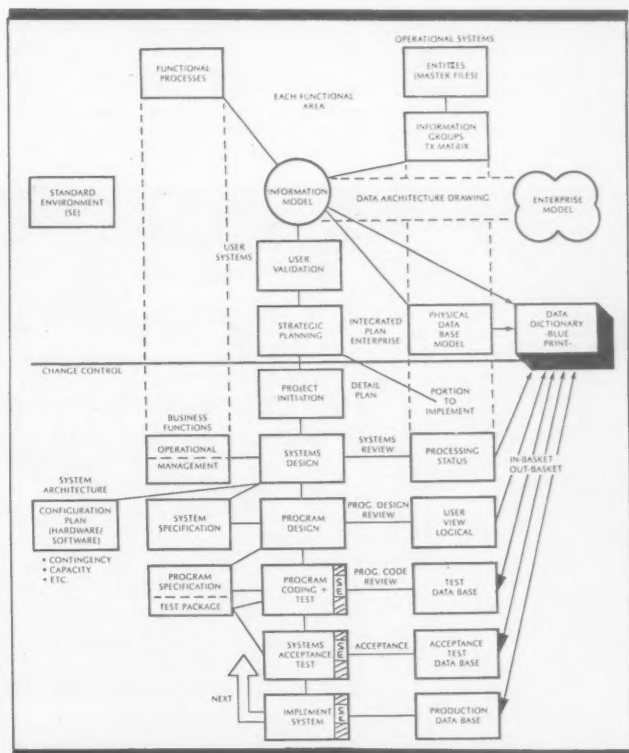 OPERATIONAL SYSTEMS
FUNCTIONAL
PROCESSES
ENTITIES
(MASTER FILES)
EACH FUNCTIONAL
AREA
INFORMATION
GROUPS
TK MATRIX
STANDARD
ENVIRONMENT
(SE)
INFORMATION
MODEL
DATA ARCHITECTURE DRAWING
ENTERPRISE
MODEL
USER
SYSTEMS
USER
VALIDATION
STRATEGIC
PLANNING
INTEGRATED
PLAN
ENTERPRISE
PHYSICAL
DATA
BASE
MODEL
DATA
DICTIONARY
-BLUE
PRINT-
CHANGE CONTROL
PROJECT
INITIATION
DETAIL
PLAN
PORTION
TO
IMPLEMENT
BUSINESS
FUNCTIONS
OPERATIONAL
MANAGEMENT
SYSTEMS
DESIGN
SYSTEMS
REVIEW
PROCESSING
STATUS
IN-BASKET
OUT-BASKET
SYSTEM
ARCHITECTURE
CONFIGURATION
PLAN
(HARDWARE/
SOFTWARE)
• CONTINGENCY
• CAPACITY
• ETC.
SYSTEM
SPECIFICATION
PROGRAM
DESIGN
PROG. DESIGN
REVIEW
USER
VIEW
LOGICAL
PROGRAM
SPECIFICATION
TEST PACKAGE
PROGRAM
CODING +
TEST
SE
PROG. CODE
REVIEW
TEST
DATA BASE
SYSTEMS
ACCEPTANCE
TEST
SE
ACCEPTANCE
ACCEPTANCE
TEST
DATA BASE
NEXT
IMPLEMENT
SYSTEM
SE
PRODUCTION
DATA BASE